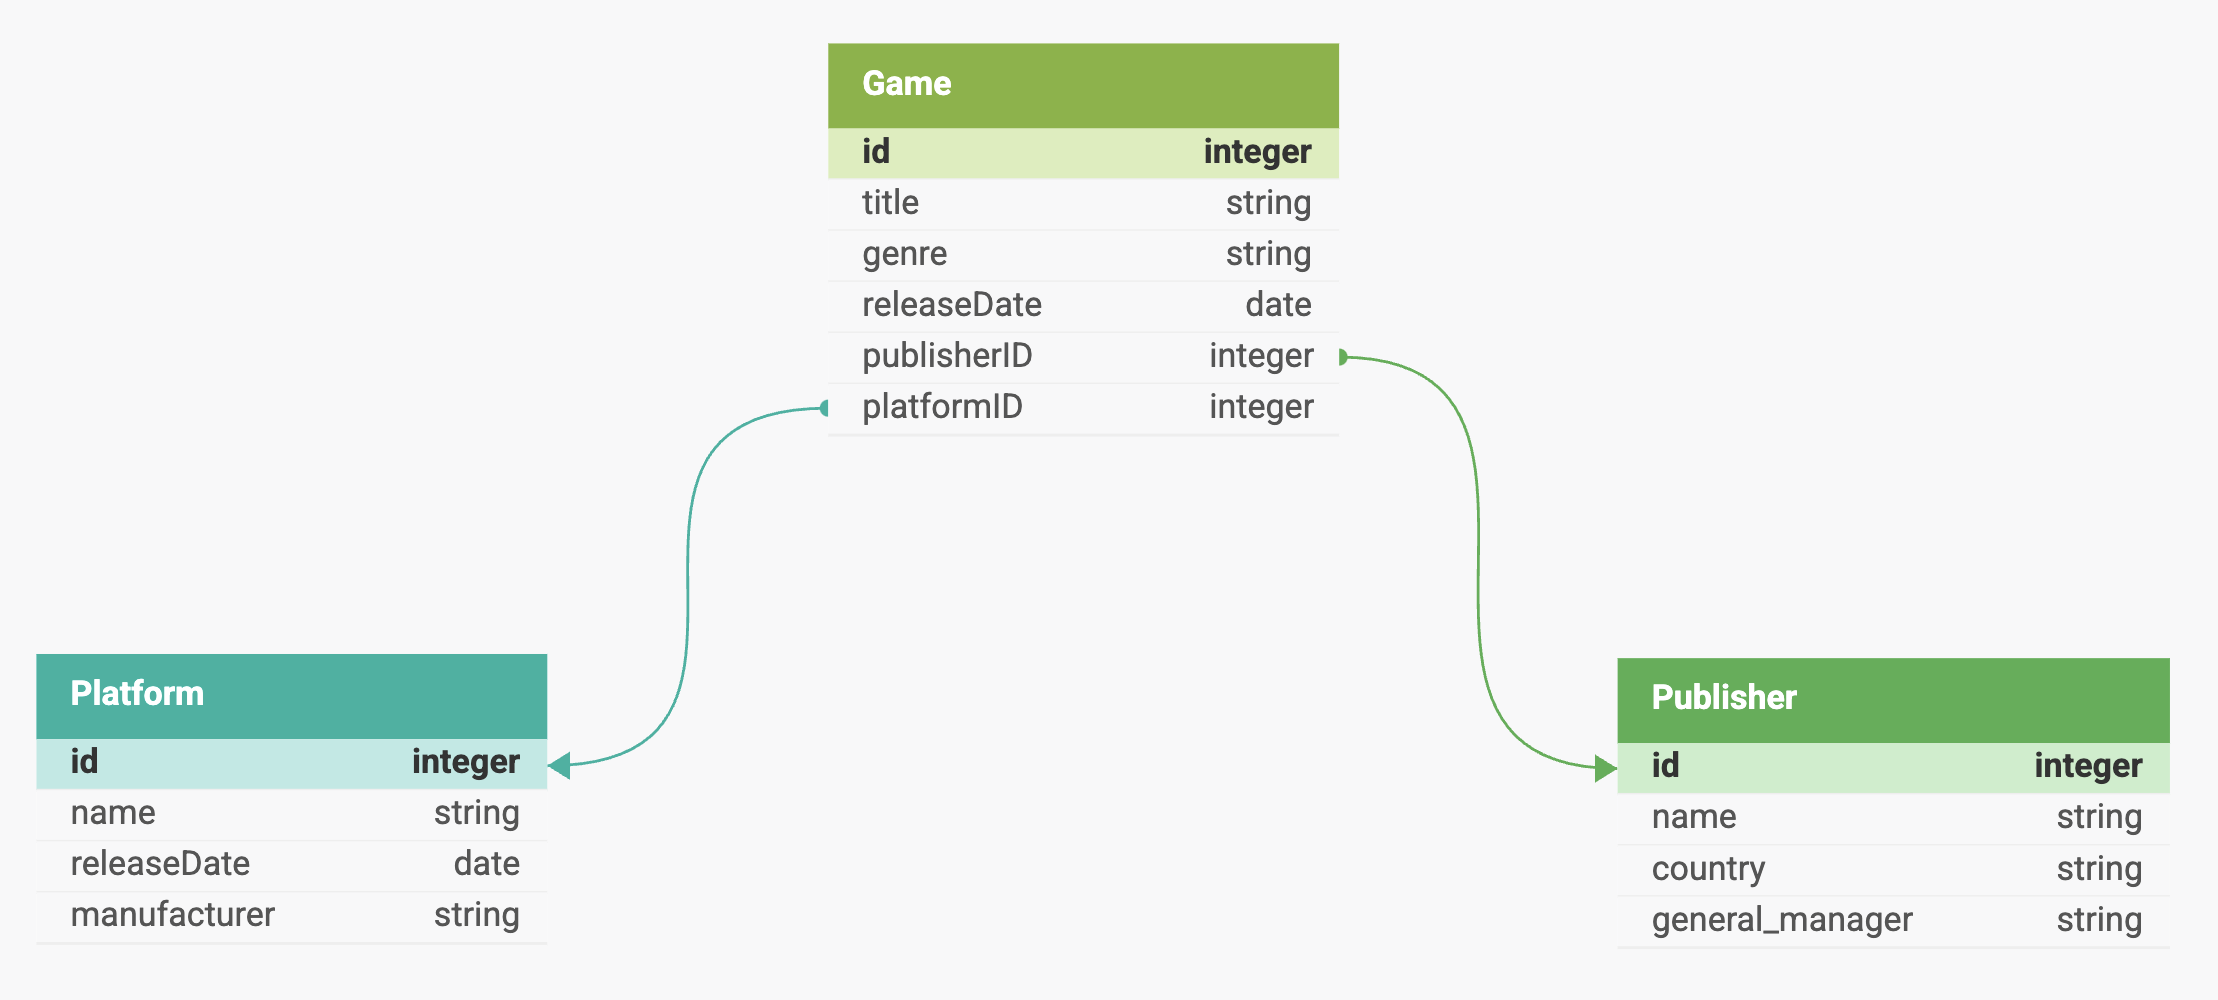 Game
id integer
title string
genre string
releaseDate date
publisherID integer
platformID integer
Platform
id integer
name string
releaseDate date
manufacturer string
Publisher
id integer
name string
country string
general_manager string